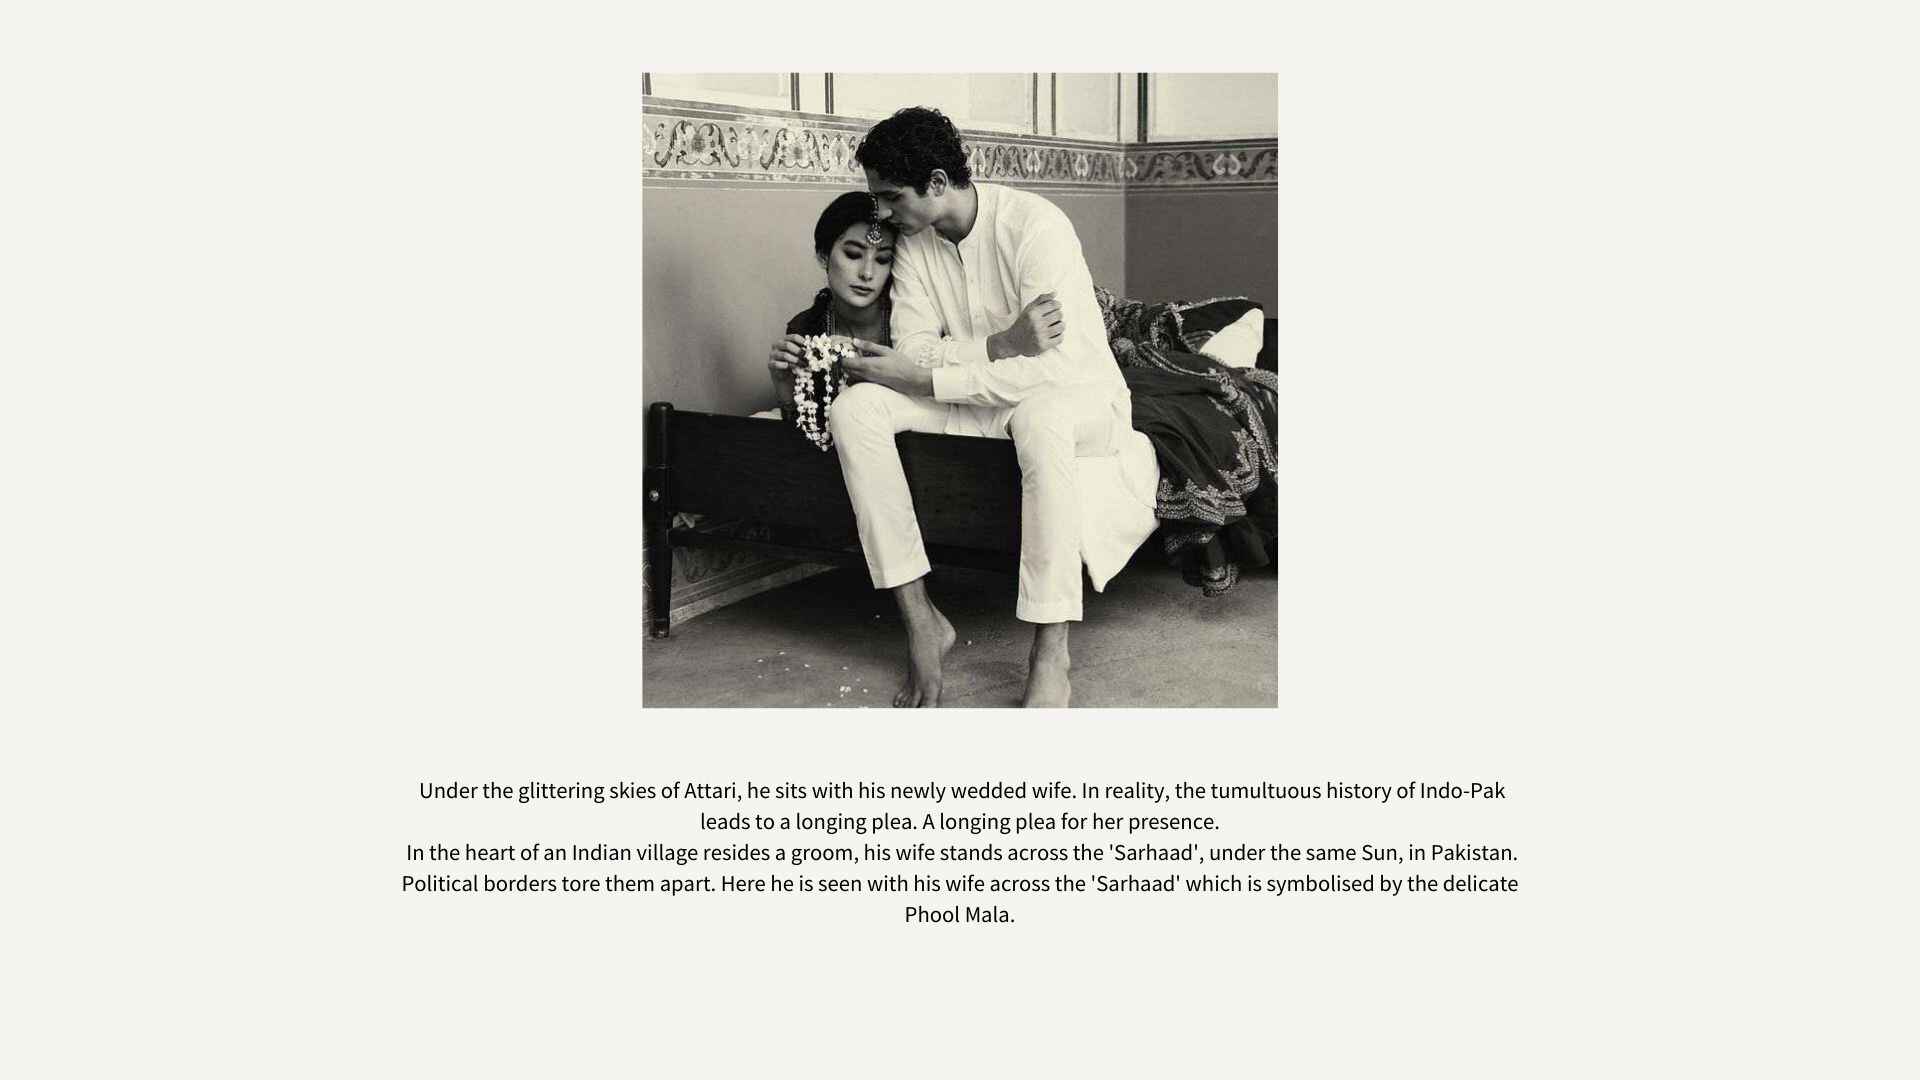 Under the glittering skies of Attari, he sits with his newly wedded wife. In reality, the tumultuous history of Indo-Pak
leads to a longing plea. A longing plea for her presence.
In the heart of an Indian village resides a groom, his wife stands across the 'Sarhaad', under the same Sun, in Pakistan.
Political borders tore them apart. Here he is seen with his wife across the 'Sarhaad' which is symbolised by the delicate
Phool Mala.